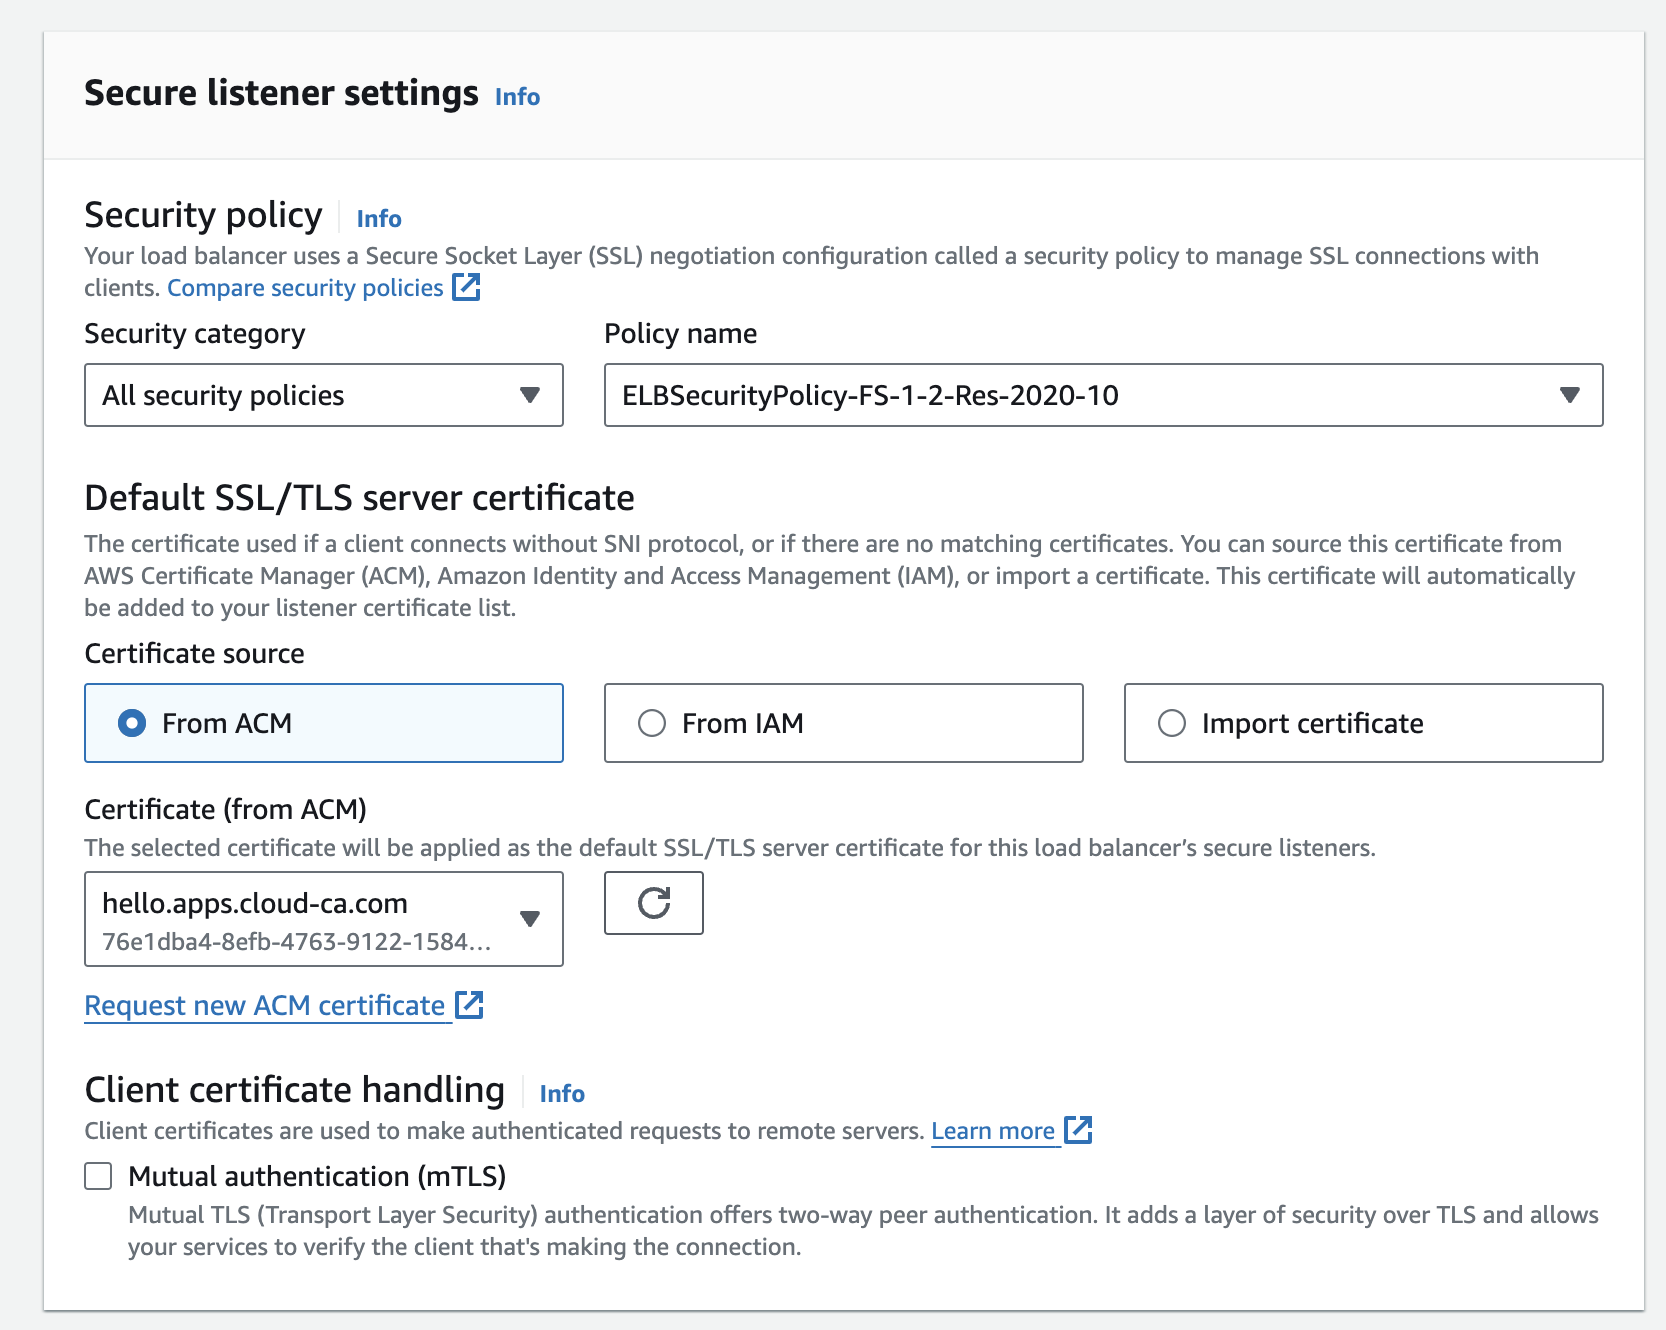 Secure listener settings Info
Security policy Info
Your load balancer uses a Secure Socket Layer (SSL) negotiation configuration called a security policy to manage SSL connections with
clients. Compare security policies
Security category
Policy name
All security policies
ELBSecurityPolicy-FS-1-2-Res-2020-10
Default SSL/TLS server certificate
The certificate used if a client connects without SNI protocol, or if there are no matching certificates. You can source this certificate from
AWS Certificate Manager (ACM), Amazon Identity and Access Management (IAM), or import a certificate. This certificate will automatically
be added to your listener certificate list.
Certificate source
From ACM
From IAM
Import certificate
Certificate (from ACM)
The selected certificate will be applied as the default SSL/TLS server certificate for this load balancer’s secure listeners.
hello.apps.cloud-ca.com
76e1dba4-8efb-4763-9122-1584...
Request new ACM certificate
Client certificate handling Info
Client certificates are used to make authenticated requests to remote servers. Learn more
Mutual authentication (mTLS)
Mutual TLS (Transport Layer Security) authentication offers two-way peer authentication. It adds a layer of security over TLS and allows
your services to verify the client that's making the connection.